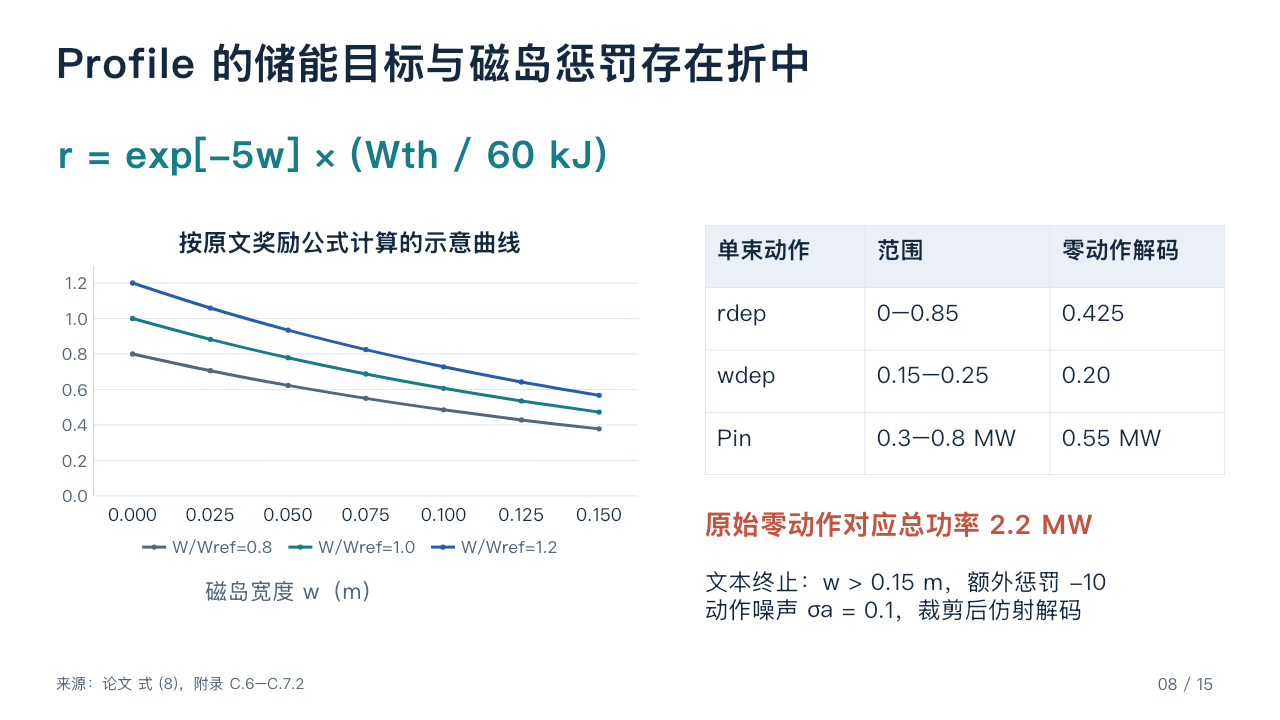 Profile 的储能目标与磁岛惩罚存在折中
r = exp[−5w] × (Wth / 60 kJ)
按原文奖励公式计算的示意曲线
1.2
1.0
0.8
0.6
0.4
0.2
0.0
0.000 0.025 0.050 0.075 0.100 0.125 0.150
W/Wref=0.8 W/Wref=1.0 W/Wref=1.2
磁岛宽度 w（m）
单束动作 范围 零动作解码
rdep 0—0.85 0.425
wdep 0.15—0.25 0.20
Pin 0.3—0.8 MW 0.55 MW
原始零动作对应总功率 2.2 MW
文本终止：w > 0.15 m，额外惩罚 −10
动作噪声 σa = 0.1，裁剪后仿射解码
来源：论文 式 (8)，附录 C.6—C.7.2
08 / 15